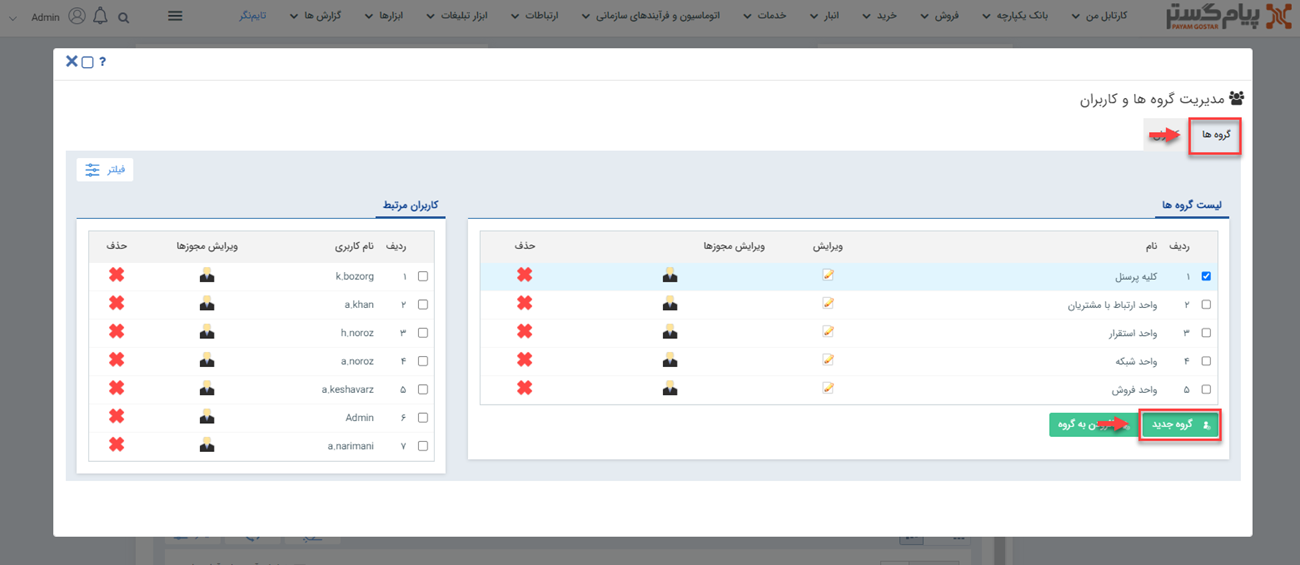 پیام گستر
PAYAM GOSTAR
کارتابل من
بانک یکپارچه
فروش
خرید
انبار
خدمات
اتوماسیون و فرآیندهای سازمانی
ارتباطات
ابزار تبلیغات
ابزارها
گزارش ها
تایم‌نگر
Admin
?
مدیریت گروه ها و کاربران
گروه ها
فیلتر
لیست گروه ها
ردیف نام ویرایش ویرایش مجوزها حذف
۱ کلیه پرسنل
۲ واحد ارتباط با مشتریان
۳ واحد استقرار
۴ واحد شبکه
۵ واحد فروش
گروه جدید
به گروه
کاربران مرتبط
ردیف نام کاربری ویرایش مجوزها حذف
۱ k.bozorg
۲ a.khan
۳ h.noroz
۴ a.noroz
۵ a.keshavarz
۶ Admin
۷ a.narimani